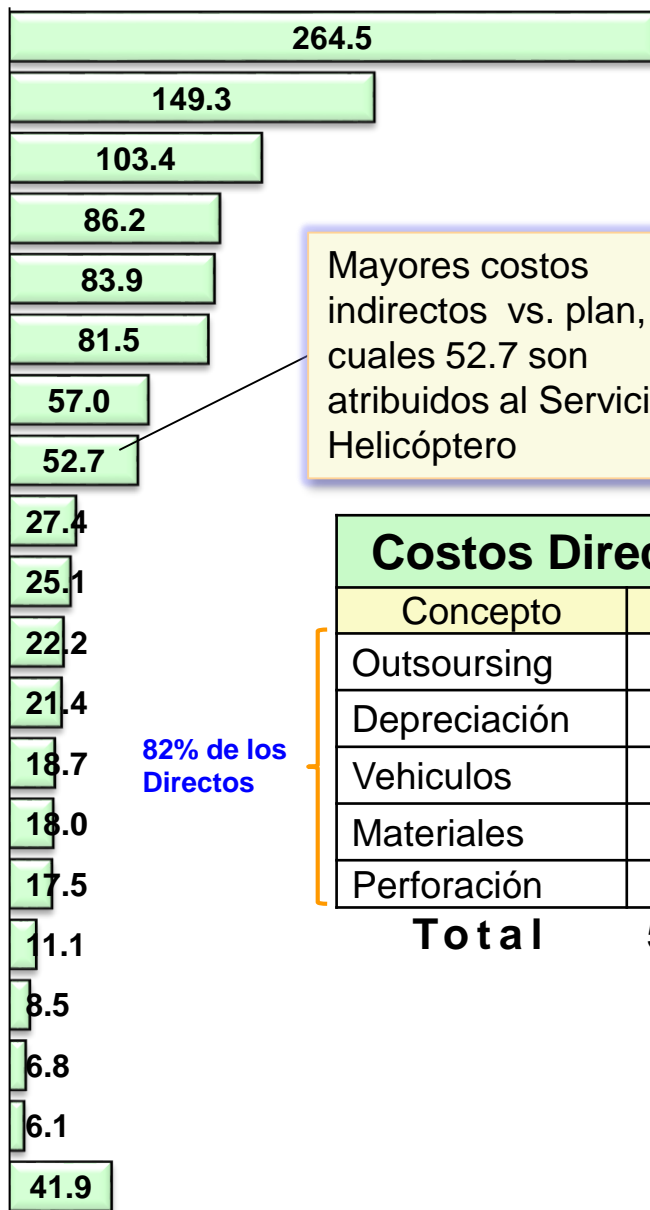 264.5
149.3
103.4
86.2
83.9
81.5
57.0
52.7
27.4
25.1
22.2
21.4
18.7
18.0
17.5
11.1
8.5
6.8
6.1
41.9
Mayores costos
indirectos vs. plan,
cuales 52.7 son
atribuidos al
Helicóptero
Costos
Concepto
Outsoursing
Depreciación
Vehiculos
Materiales
Perforación
Total
82% de los
Directos